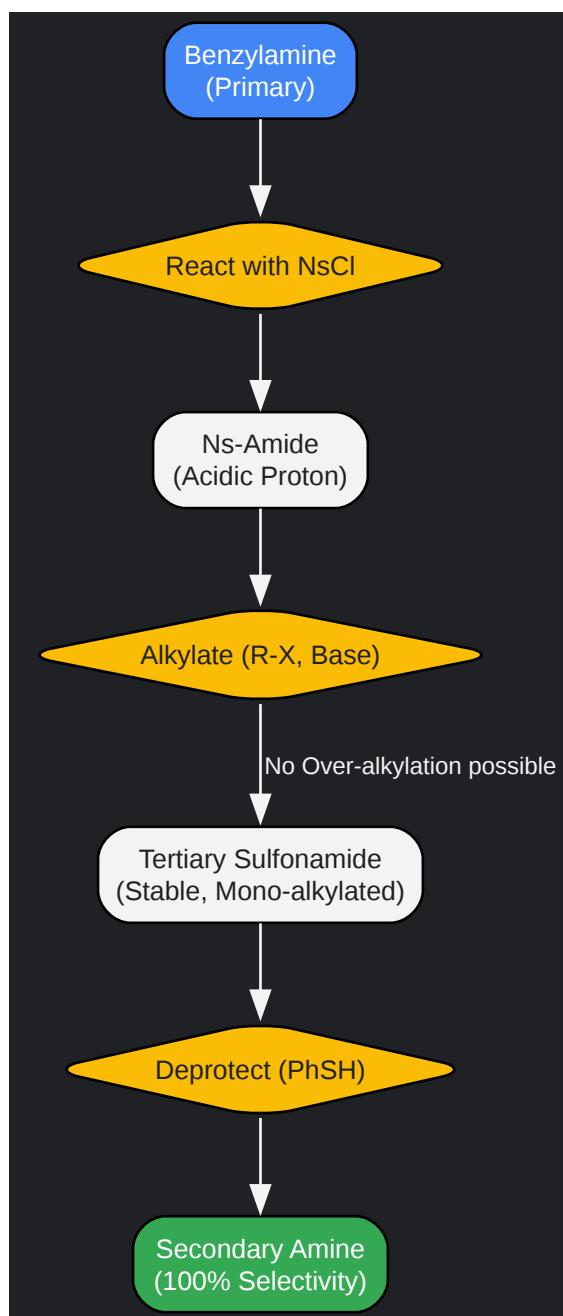 Benzylamine
(Primary)
React with NsCl
Ns-Amide
(Acidic Proton)
Alkylate (R-X, Base)
No Over-alkylation possible
Tertiary Sulfonamide
(Stable, Mono-alkylated)
Deprotect (PhSH)
Secondary Amine
(100% Selectivity)